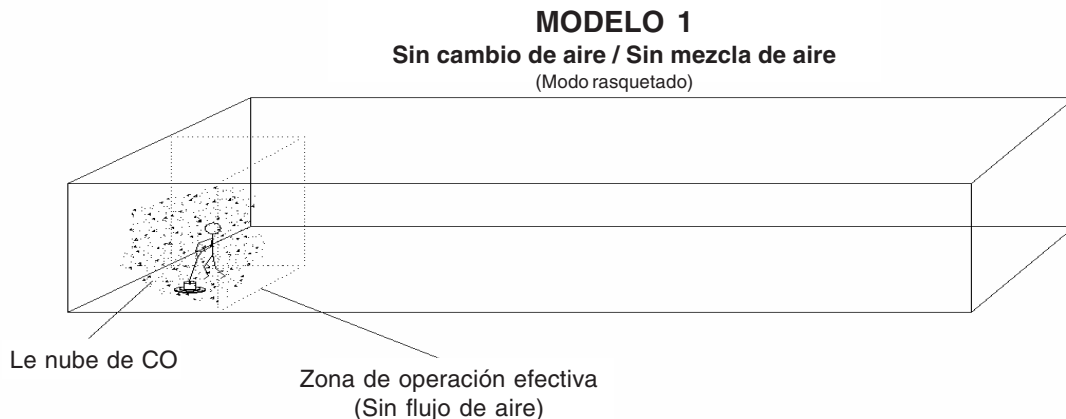 MODELO 1
Sin cambio de aire / Sin mezcla de aire
(Modo rasquetado)
Le nube de CO
Zona de operación efectiva
(Sin flujo de aire)